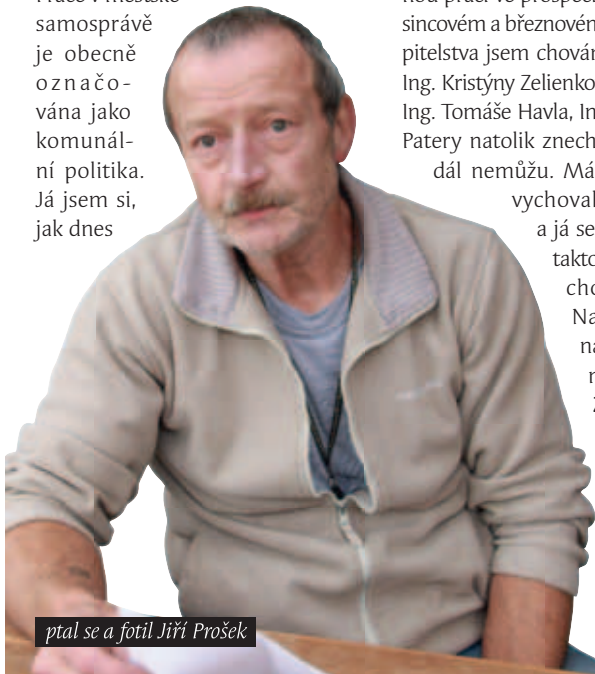 samosprávě
je obecně
označo-
vána jako
komunál-
ní politika.
Já jsem si,
jak dnes
sincovém a březnovém
pitelstva jsem chován
Ing. Kristýny Zelienko
Ing. Tomáše Havla, In
Patery natolik znech
dál nemůžu. Má
vychoval
a já se
takto
che
Na
na
ptal se a fotil Jiří Prošek